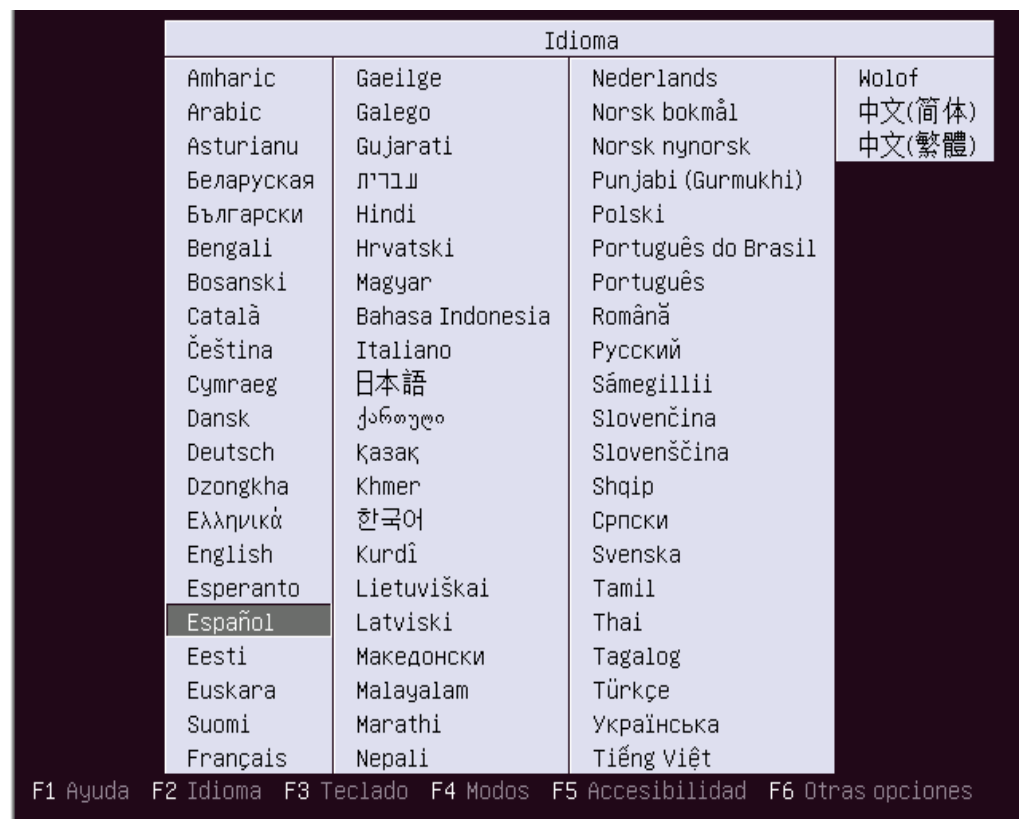 Idioma
Amharic
Arabic
Asturianu
Беларуская
Български
Bengali
Bosanski
Català
Čeština
Cymraeg
Dansk
Deutsch
Dzongkha
Ελληνικά
English
Esperanto
Español
Eesti
Euskara
Suomi
Français
Gaeilge
Galego
Gujarati
עברית
Hindi
Hrvatski
Magyar
Bahasa Indonesia
Italiano
日本語
ქართული
Қазақ
Khmer
한국어
Kurdî
Lietuviškai
Latviski
Македонски
Malayalam
Marathi
Nepali
Nederlands
Norsk bokmål
Norsk nynorsk
Punjabi (Gurmukhi)
Polski
Português do Brasil
Português
Română
Русский
Sámegillii
Slovenčina
Slovenščina
Shqip
Српски
Svenska
Tamil
Thai
Tagalog
Türkçe
Українська
Tiếng Việt
Wolof
中文(简体)
中文(繁體)
F1 Ayuda F2 Idioma F3 Teclado F4 Modos F5 Accesibilidad F6 Otras opciones